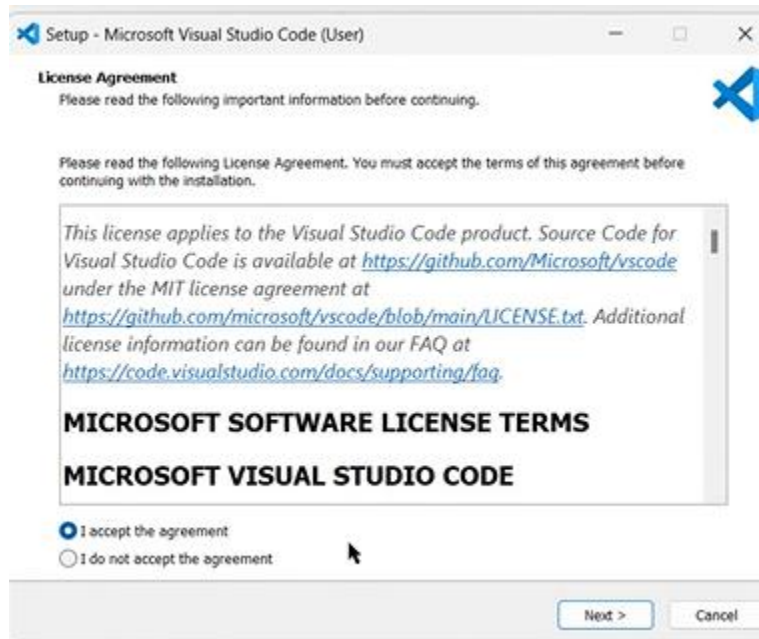 Setup - Microsoft Visual Studio Code (User)
License Agreement
Please read the following important information before continuing.
Please read the following License Agreement. You must accept the terms of this agreement before
continuing with the installation.
This license applies to the Visual Studio Code product. Source Code for
Visual Studio Code is available at https://github.com/Microsoft/vscode
under the MIT license agreement at
https://github.com/microsoft/vscode/blob/main/LICENSE.txt. Additional
license information can be found in our FAQ at
https://code.visualstudio.com/docs/supporting/faq.
MICROSOFT SOFTWARE LICENSE TERMS
MICROSOFT VISUAL STUDIO CODE
I accept the agreement
I do not accept the agreement
Next >
Cancel